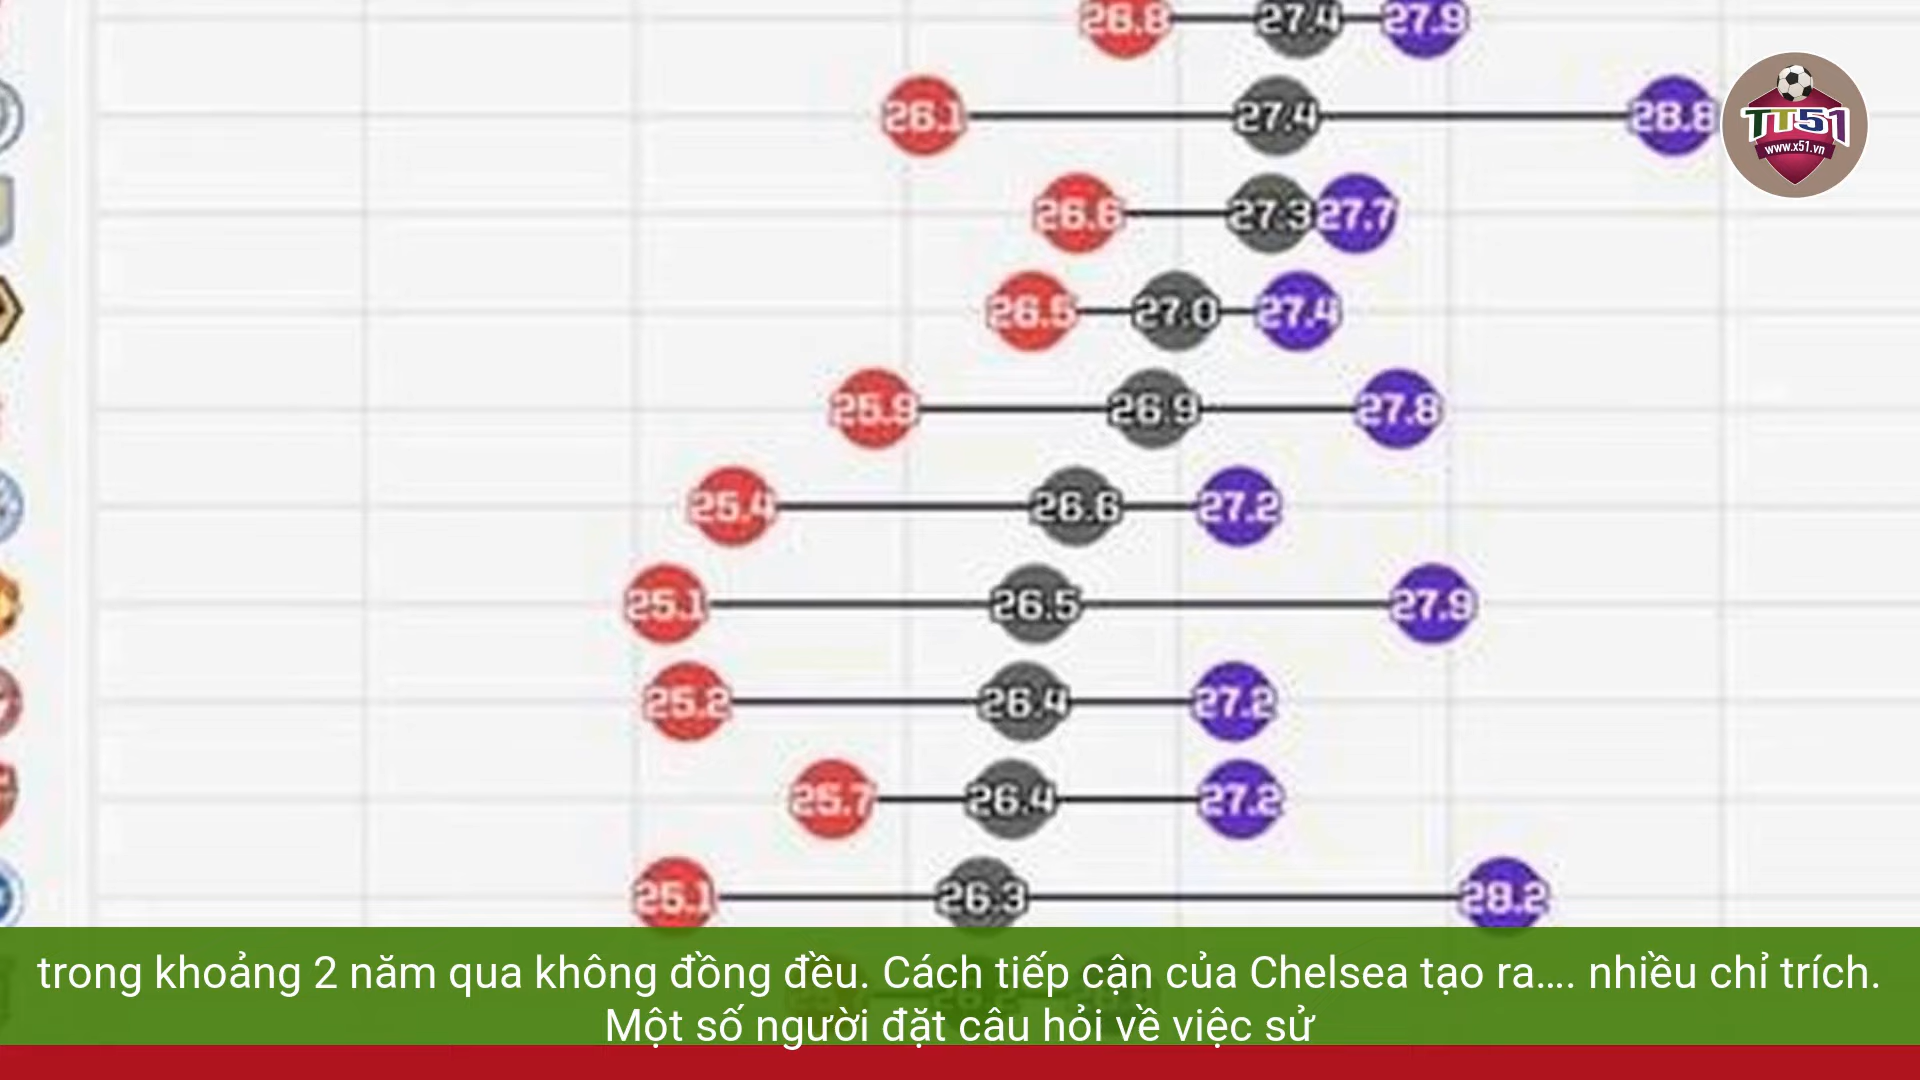 26.8 27.4 27.9
26.1 27.4 28.8
TT51
www.x51.vn
26.6 27.3 27.7
26.5 27.0 27.4
25.9 26.9 27.8
25.4 26.6 27.2
25.1 26.5 27.9
25.2 26.4 27.2
25.7 26.4 27.2
25.1 26.3 28.2
trong khoảng 2 năm qua không đồng đều. Cách tiếp cận của Chelsea tạo ra.... nhiều chỉ trích.
Một số người đặt câu hỏi về việc sử